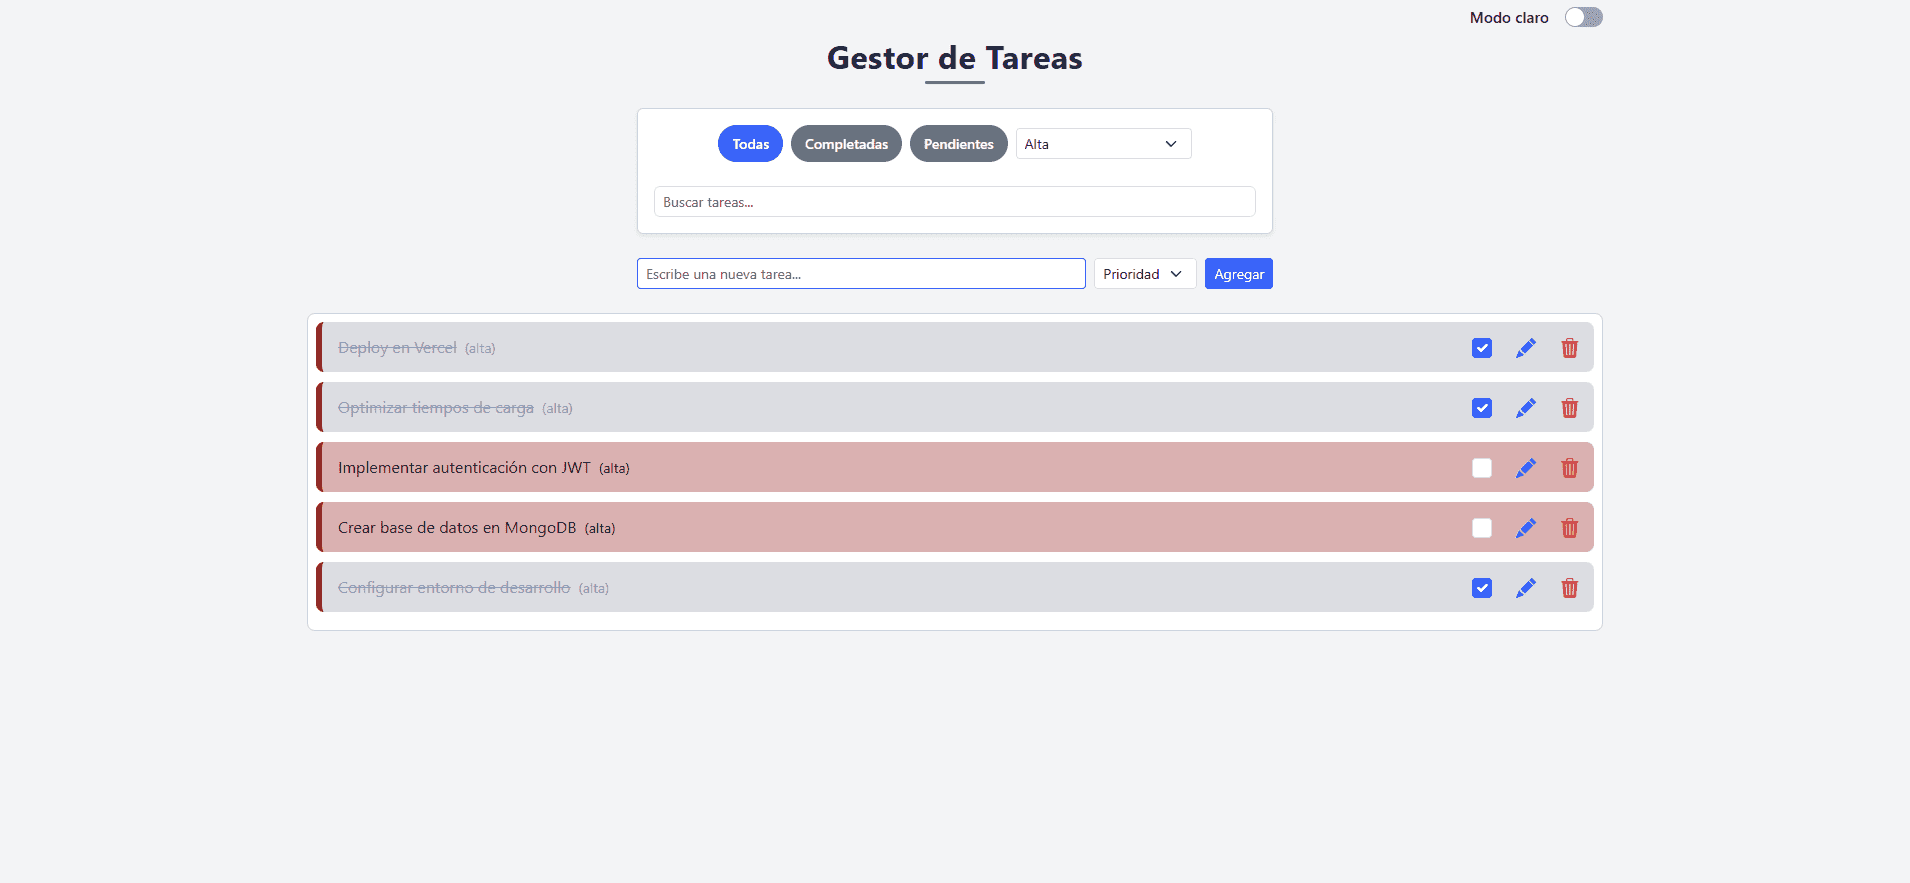 Modo claro
Gestor de Tareas
Todas Completadas Pendientes Alta
Buscar tareas...
Escribe una nueva tarea... Prioridad Agregar
Deploy en Vercel (alta)
Optimizar tiempos de carga (alta)
Implementar autenticación con JWT (alta)
Crear base de datos en MongoDB (alta)
Configurar entorno de desarrollo (alta)